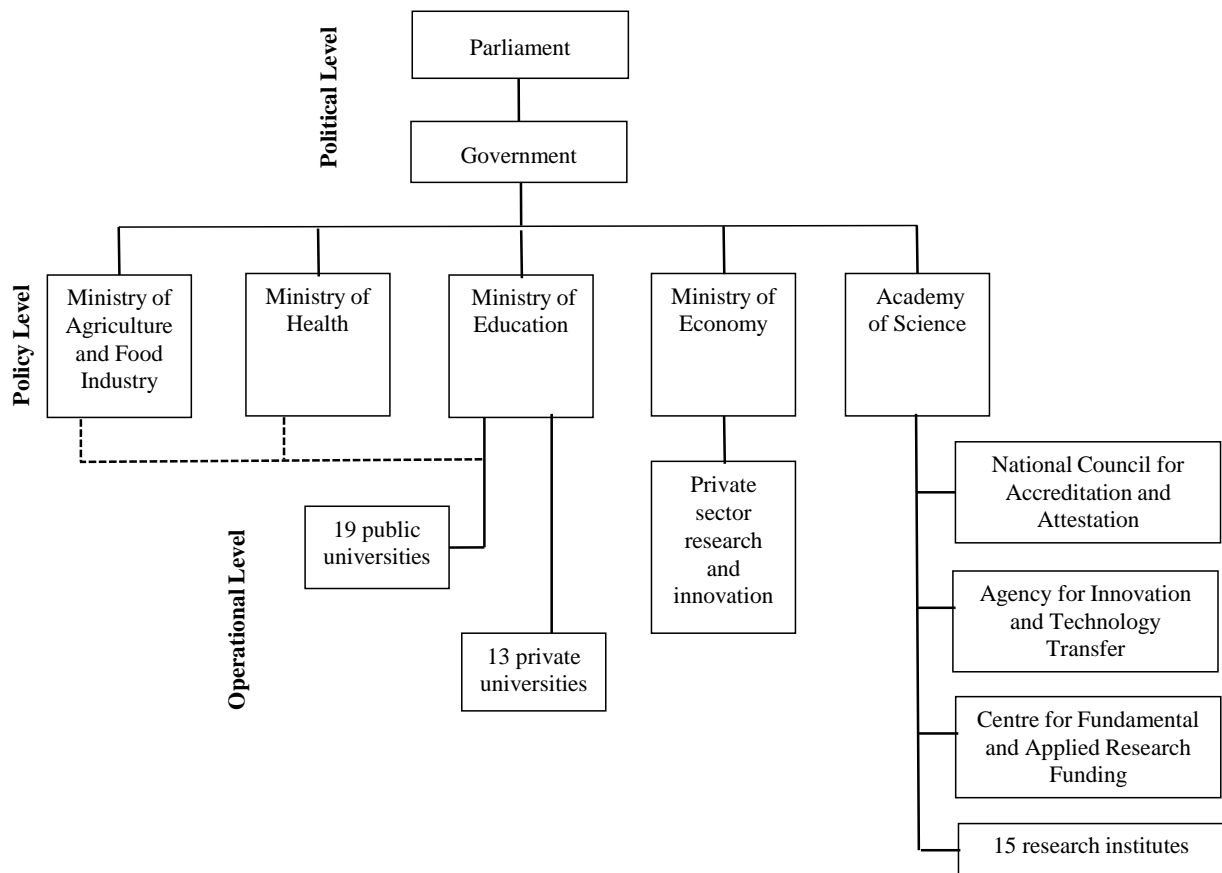 Political Level
Parliament
Government
Policy Level
Ministry of
Agriculture
and Food
Industry
Ministry of
Health
Ministry of
Education
Ministry of
Economy
Academy
of Science
Operational Level
19 public
universities
13 private
universities
Private
sector
research
and
innovation
National Council for
Accreditation and
Attestation
Agency for Innovation
and Technology
Transfer
Centre for Fundamental
and Applied Research
Funding
15 research institutes